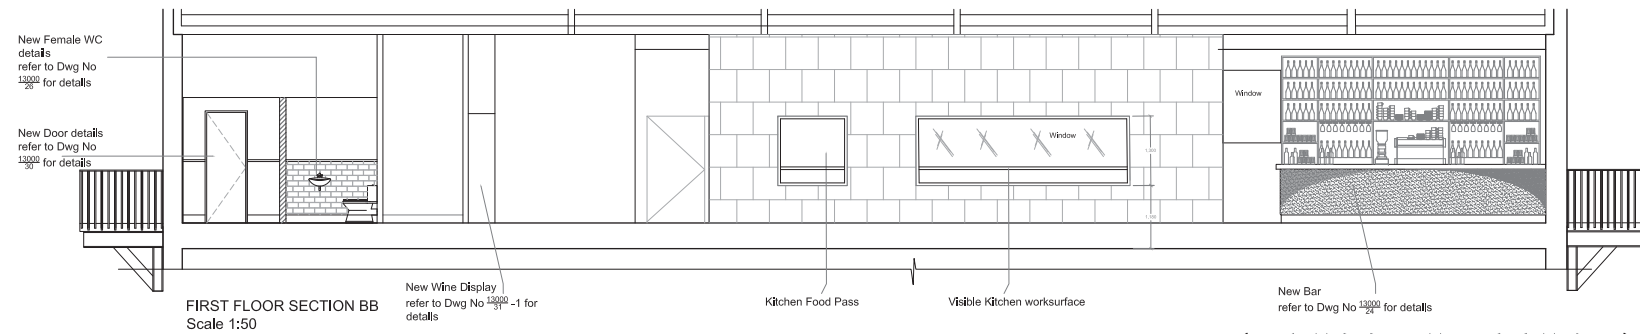 New Female WC
details
refer to Dwg No
13000
26 for details
New Door details
refer to Dwg No
13000
30 for details
Window
Window
FIRST FLOOR SECTION BB
Scale 1:50
New Wine Display
refer to Dwg No 13000
31 -1 for
details
Kitchen Food Pass
Visible Kitchen worksurface
New Bar
refer to Dwg No 13000
24 for details